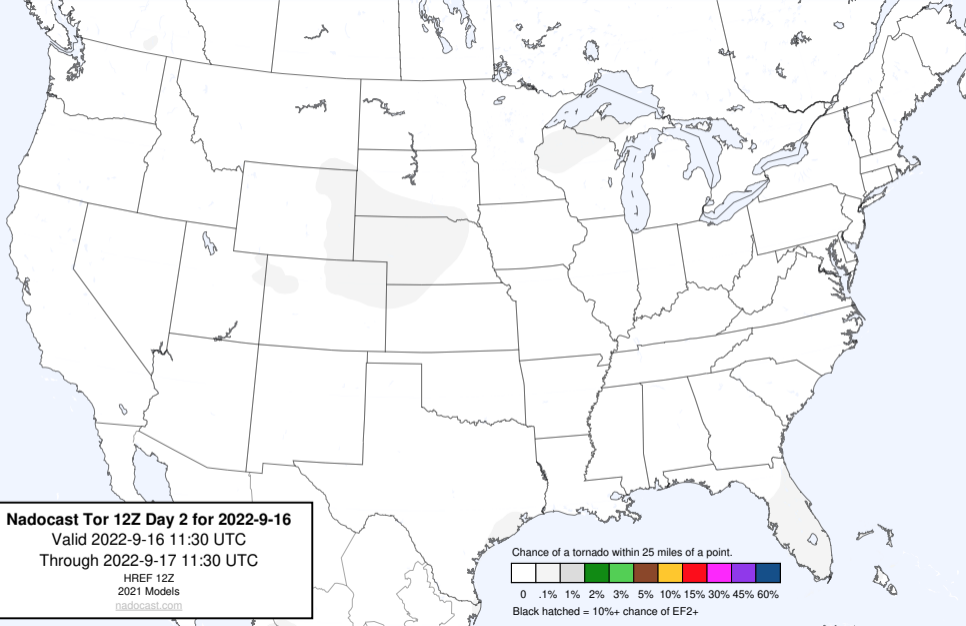 Nadocast Tor 12Z Day 2 for 2022-9-16
Valid 2022-9-16 11:30 UTC
Through 2022-9-17 11:30 UTC
HREF 12Z
2021 Models
nadocast.com
Chance of a tornado within 25 miles of a point.
0 .1% 1% 2% 3% 5% 10% 15% 30% 45% 60%
Black hatched = 10%+ chance of EF2+